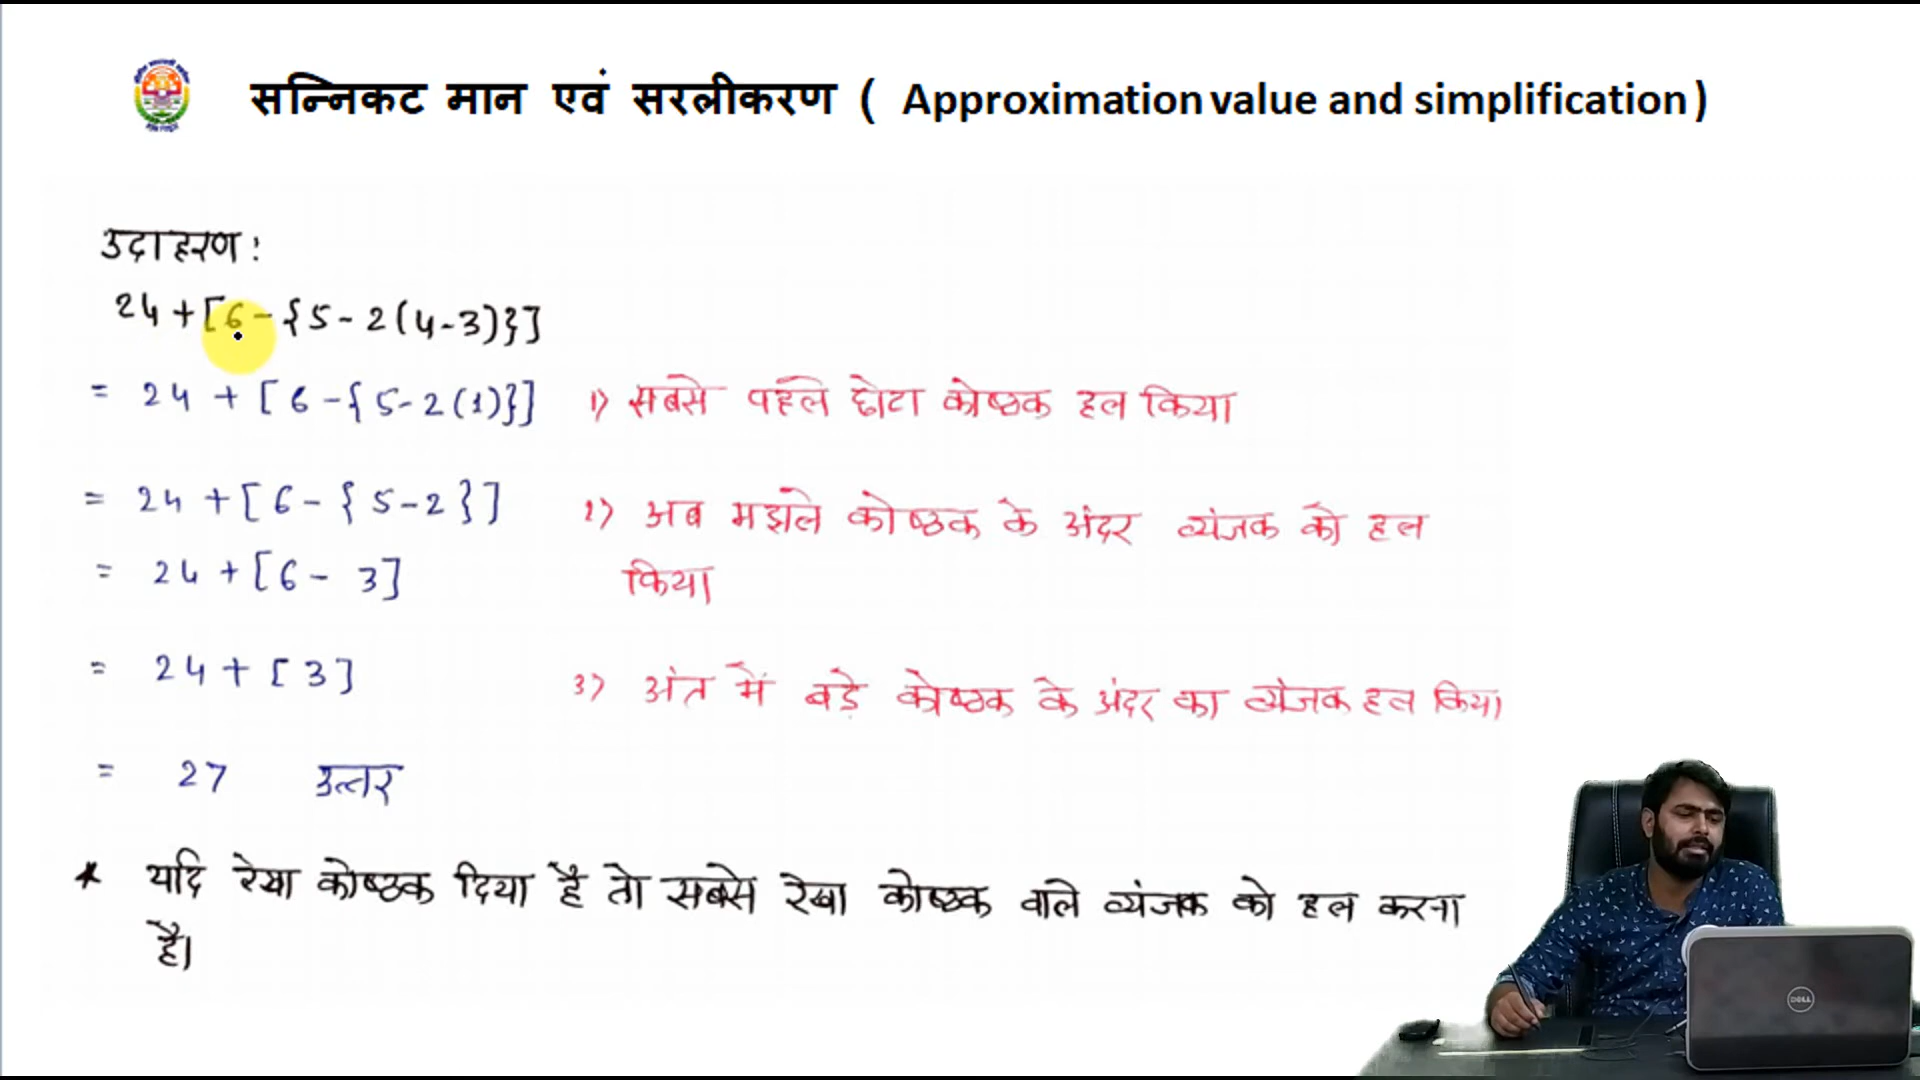 सन्निकट मान एवं सरलीकरण ( Approximation value and simplification)
उदाहरण :
24+[6-{5-2(4-3)}]
= 24 + [6-{5-2(1)}] 1) सबसे पहले छोटा कोष्ठक हल किया
= 24 +[6-{5-2}] 2) अब मझले कोष्ठक के अंदर व्यंजक को हल
किया
= 24 +[6- 3]
= 24+[3] 3) अंत में बड़े कोष्ठक के अंदर का व्यंजक हल किया
= 27 उत्तर
* यदि रेखा कोष्ठक दिया है तो सबसे रेखा कोष्ठक वाले व्यंजक को हल करना
है।
DELL